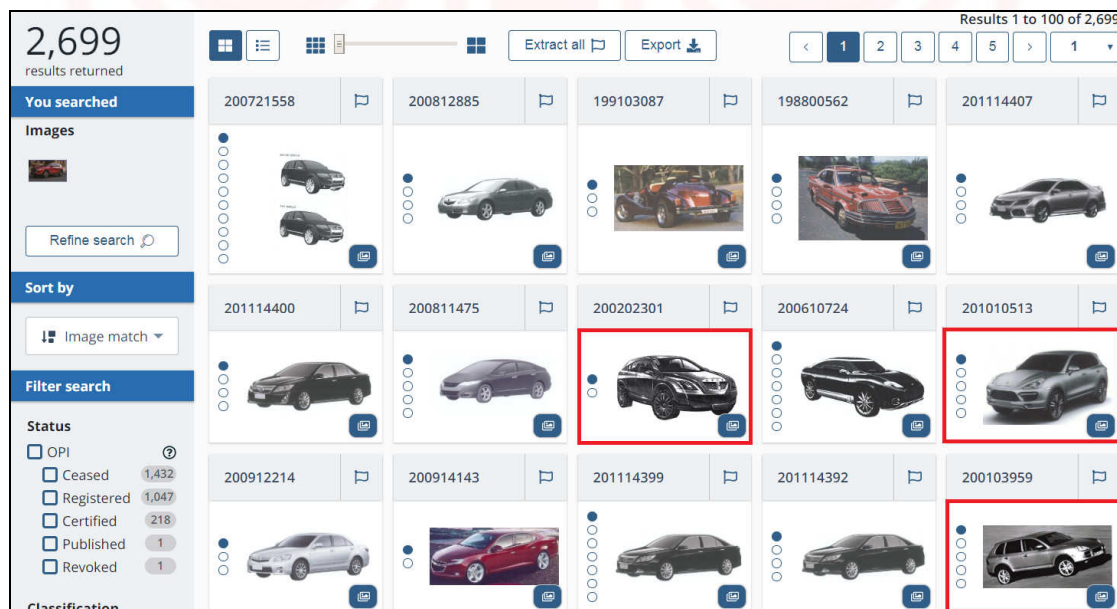 2,699
results returned
You searched
Images
Refine search
Sort by
Image match
Filter search
Status
OPI
Ceased 1,432
Registered 1,047
Certified 218
Published 1
Revoked 1
Classification
Extract all
Export
Results 1 to 100 of 2,699
< 1 2 3 4 5 > 1
200721558 200812885 199103087 198800562 201114407
201114400 200811475 200202301 200610724 201010513
200912214 200914143 201114399 201114392 200103959